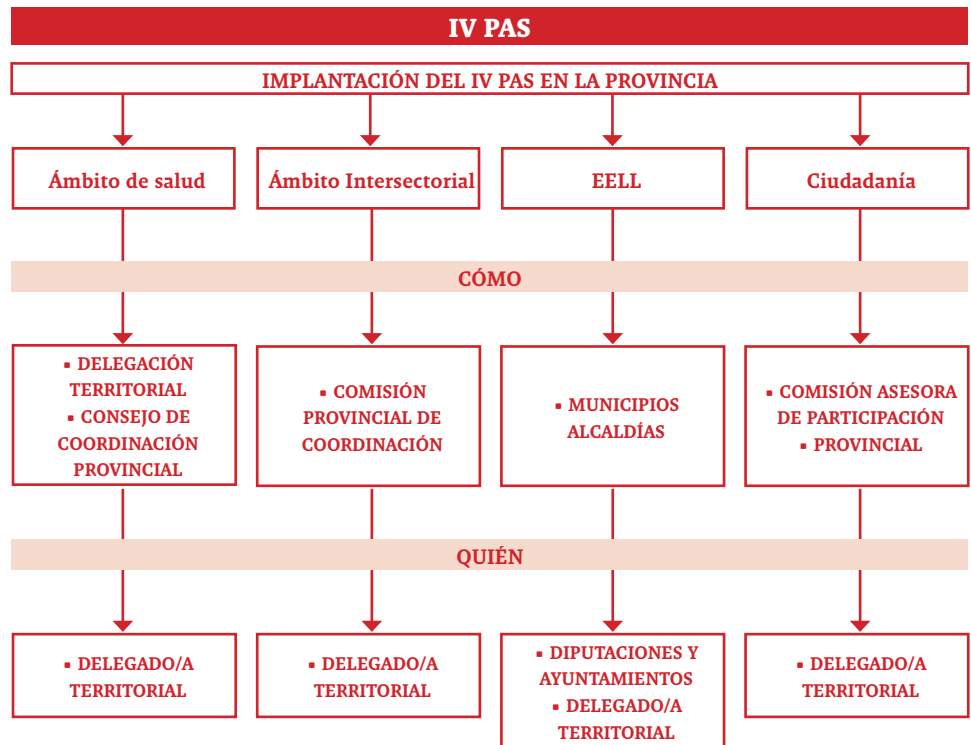 IV PAS
IMPLANTACIÓN DEL IV PAS EN LA PROVINCIA
Ámbito de salud
Ámbito Intersectorial
EELL
Ciudadanía
CÓMO
▪ DELEGACIÓN
TERRITORIAL
▪ CONSEJO DE
COORDINACIÓN
PROVINCIAL
▪ COMISIÓN
PROVINCIAL DE
COORDINACIÓN
▪ MUNICIPIOS
ALCALDÍAS
▪ COMISIÓN ASESORA
DE PARTICIPACIÓN
▪ PROVINCIAL
QUIÉN
▪ DELEGADO/A
TERRITORIAL
▪ DELEGADO/A
TERRITORIAL
▪ DIPUTACIONES Y
AYUNTAMIENTOS
▪ DELEGADO/A
TERRITORIAL
▪ DELEGADO/A
TERRITORIAL